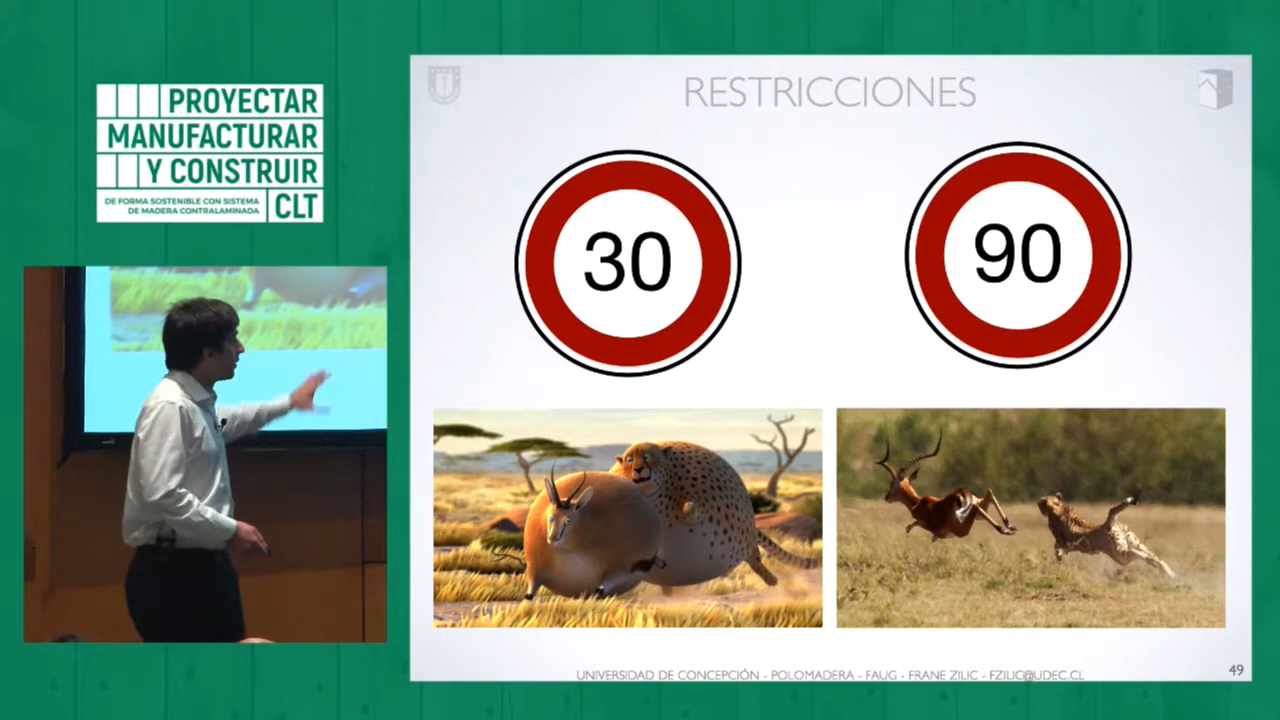 PROYECTAR
MANUFACTURAR
Y CONSTRUIR
DE FORMA SOSTENIBLE CON SISTEMA
DE MADERA CONTRALAMINADA
CLT
RESTRICCIONES
30
90
UNIVERSIDAD DE CONCEPCIÓN - POLOMADERA - FAUG - FRANE ZILIC - FZILIC@UDEC.CL
49